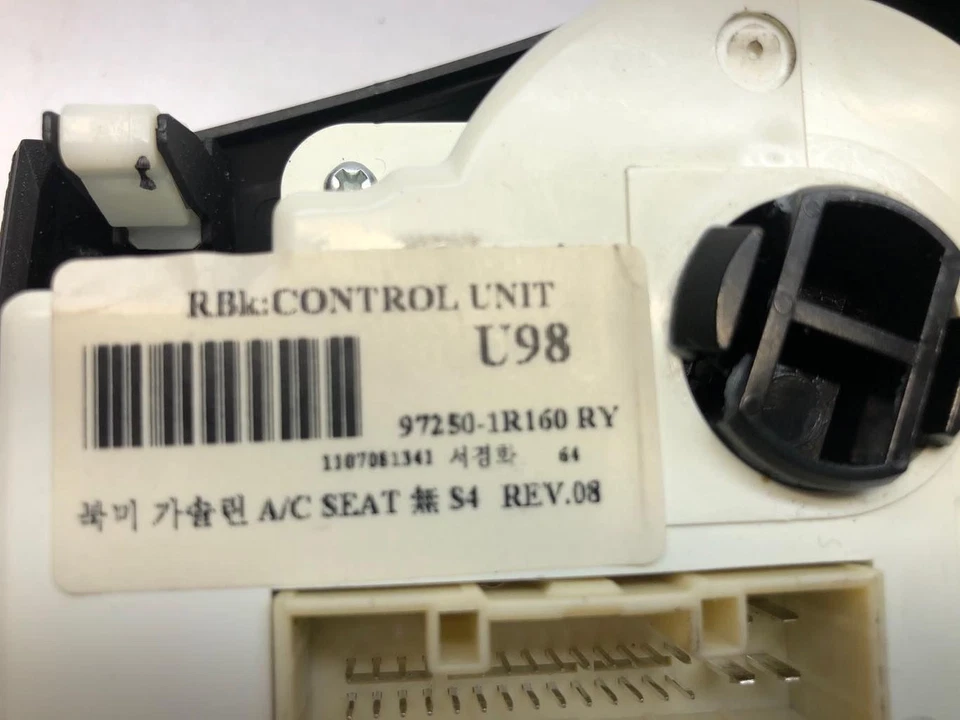 RBk:CONTROL UNIT
U98
97250-1R160 RY
1107081341 서경화 64
북미 가솔린 A/C SEAT 無 S4 REV.08